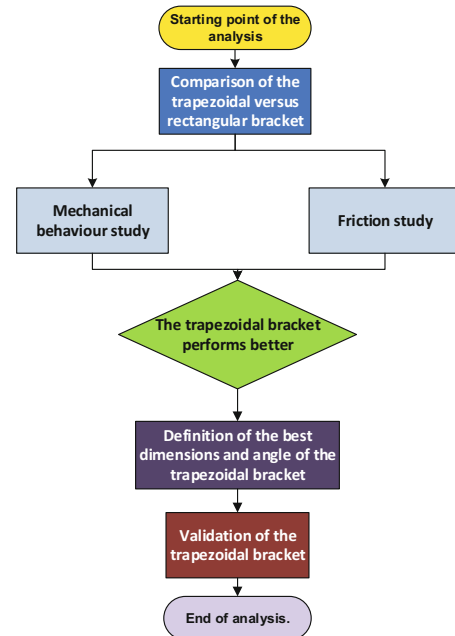 Starting point of the
analysis
Comparison of the
trapezoidal versus
rectangular bracket
Mechanical
behaviour study
Friction study
The trapezoidal bracket
performs better
Definition of the best
dimensions and angle of the
trapezoidal bracket
Validation of the
trapezoidal bracket
End of analysis.